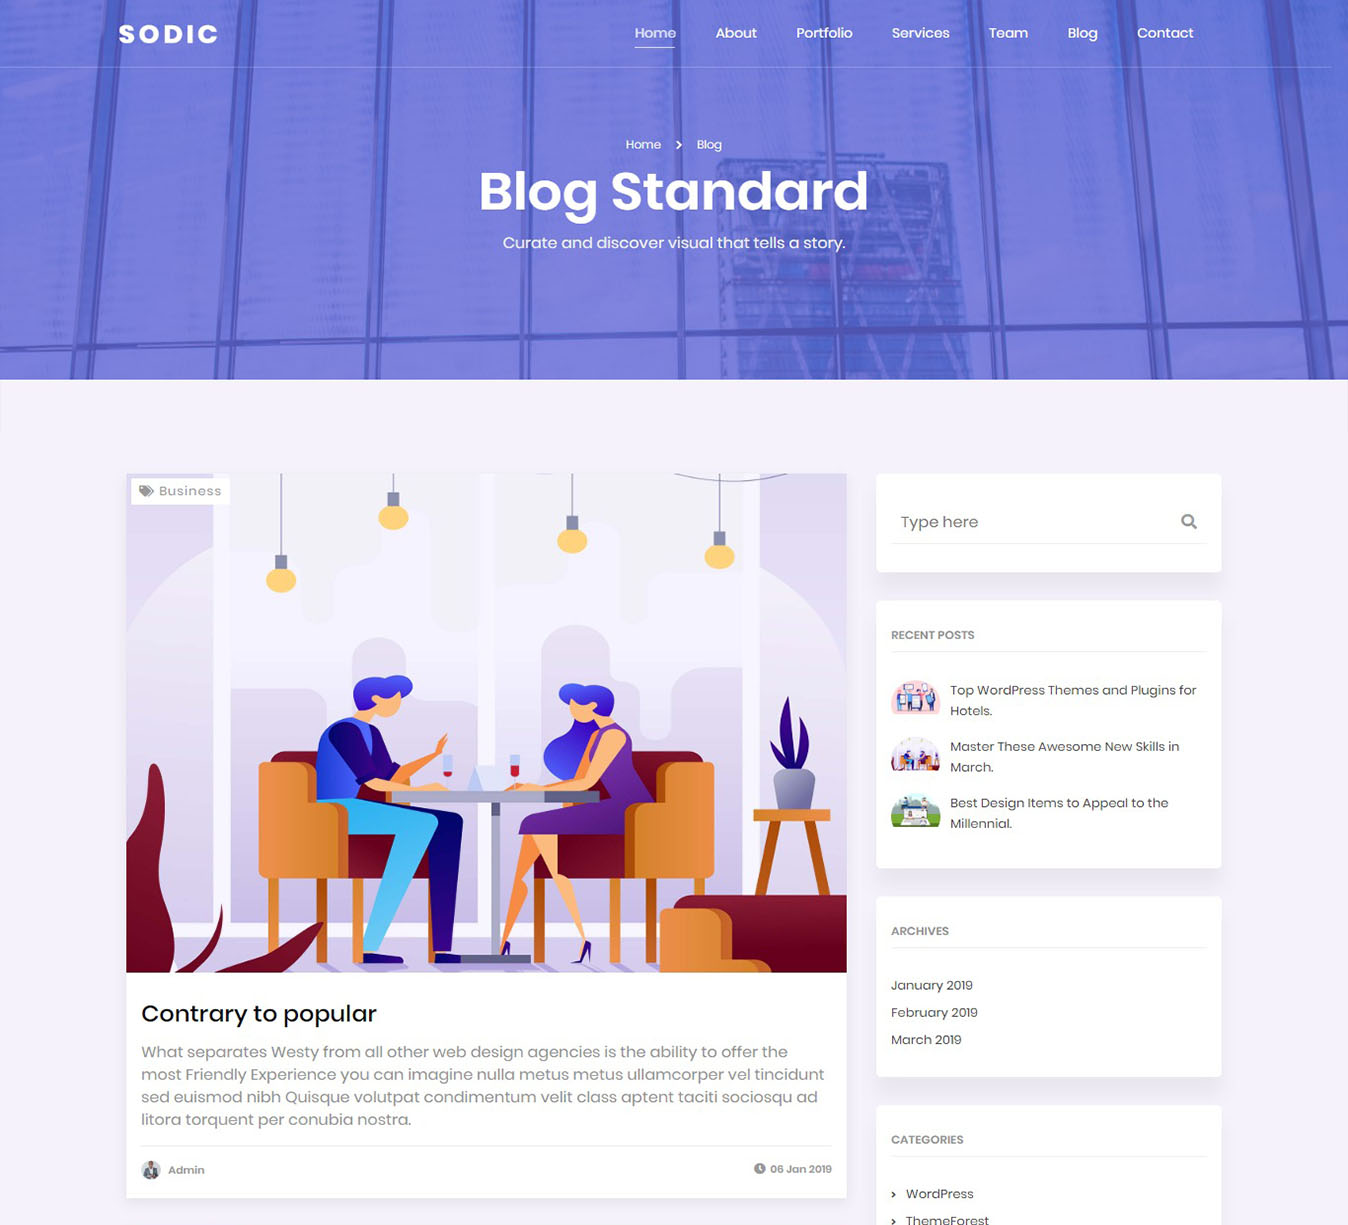 SODIC
Home About Portfolio Services Team Blog Contact
Home Blog
Blog Standard
Curate and discover visual that tells a story.
Business
Contrary to popular
What separates Westy from all other web design agencies is the ability to offer the
most Friendly Experience you can imagine nulla metus metus ullamcorper vel tincidunt
sed euismod nibh Quisque volutpat condimentum velit class aptent taciti sociosqu ad
litora torquent per conubia nostra.
Admin
06 Jan 2019
Type here
RECENT POSTS
Top WordPress Themes and Plugins for
Hotels.
Master These Awesome New Skills in
March.
Best Design Items to Appeal to the
Millennial.
ARCHIVES
January 2019
February 2019
March 2019
CATEGORIES
WordPress
ThemeForest